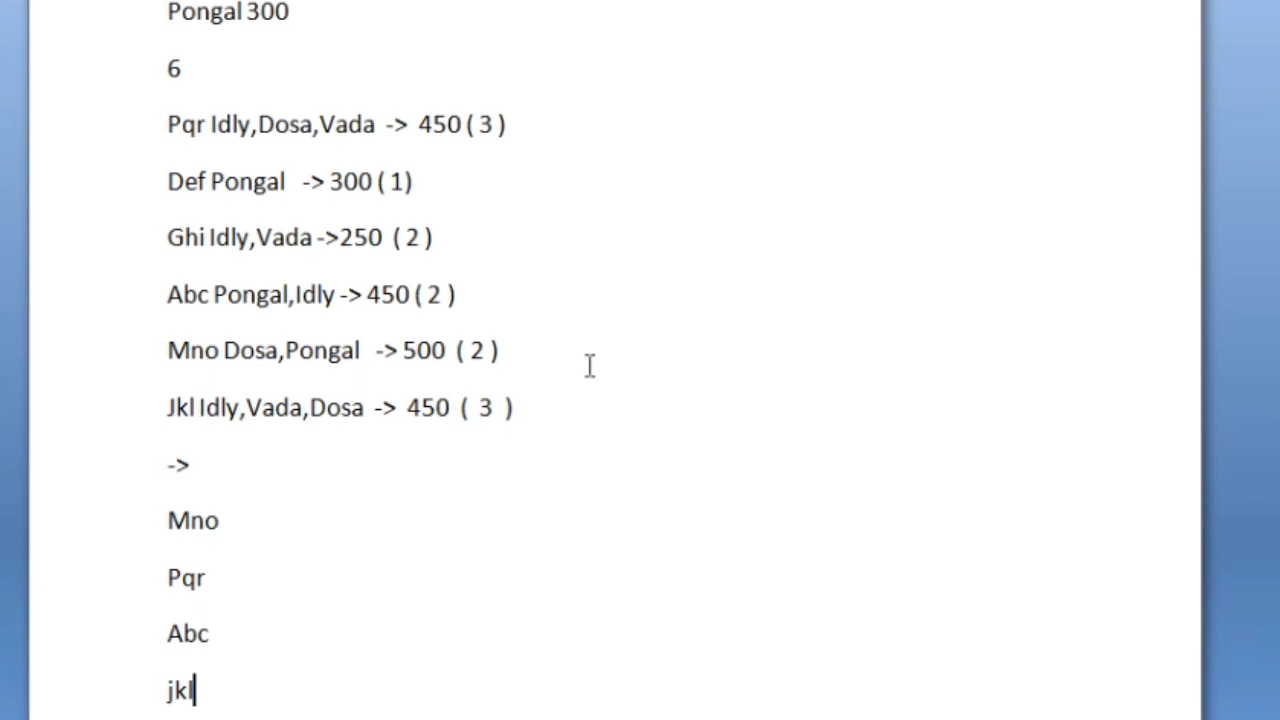 Pongal 300
6
Pqr Idly,Dosa,Vada -> 450 ( 3 )
Def Pongal -> 300 ( 1)
Ghi Idly,Vada ->250 ( 2 )
Abc Pongal,Idly -> 450 ( 2 )
Mno Dosa,Pongal -> 500 ( 2 )
Jkl Idly,Vada,Dosa -> 450 ( 3 )
->
Mno
Pqr
Abc
jkl